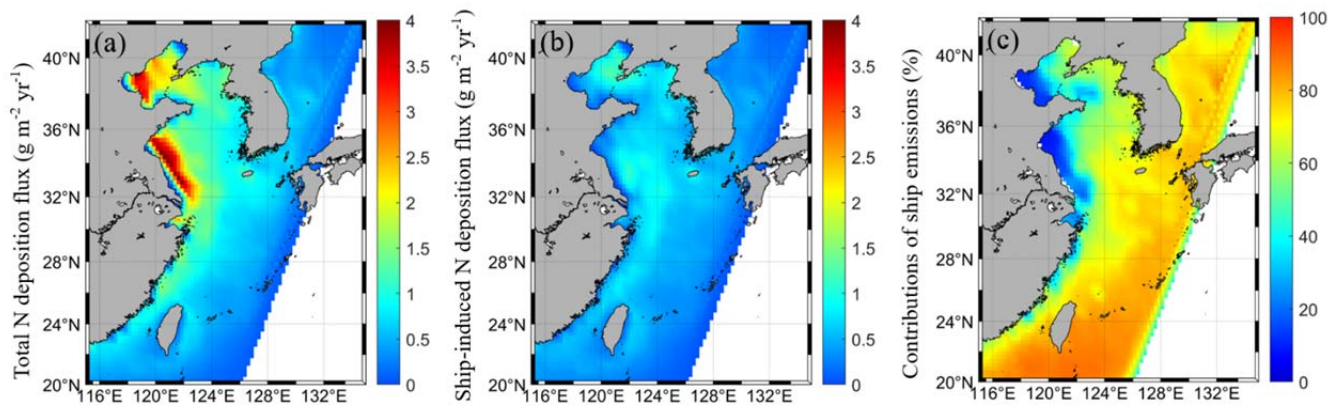 (a)
Total N deposition flux (g m⁻² yr⁻¹)
40°N
36°N
32°N
28°N
24°N
20°N
116°E 120°E 124°E 128°E 132°E
4
3.5
3
2.5
2
1.5
1
0.5
0
(b)
Ship-induced N deposition flux (g m⁻² yr⁻¹)
40°N
36°N
32°N
28°N
24°N
20°N
116°E 120°E 124°E 128°E 132°E
4
3.5
3
2.5
2
1.5
1
0.5
0
(c)
Contributions of ship emissions (%)
40°N
36°N
32°N
28°N
24°N
20°N
116°E 120°E 124°E 128°E 132°E
100
80
60
40
20
0